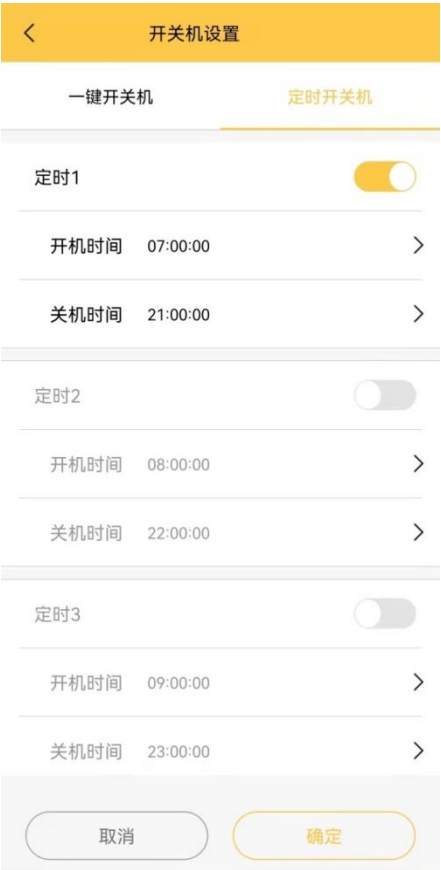 开关机设置
一键开关机 定时开关机
定时1
开机时间 07:00:00
关机时间 21:00:00
定时2
开机时间 08:00:00
关机时间 22:00:00
定时3
开机时间 09:00:00
关机时间 23:00:00
取消 确定